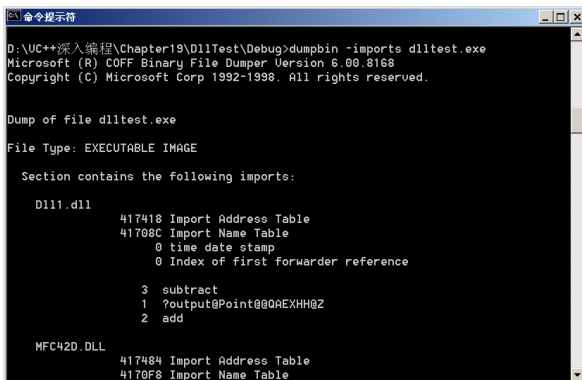 命令提示符
D:\VC++深入编程\Chapter19\DllTest\Debug>dumpbin -imports dlltest.exe
Microsoft (R) COFF Binary File Dumper Version 6.00.8168
Copyright (C) Microsoft Corp 1992-1998. All rights reserved.
Dump of file dlltest.exe
File Type: EXECUTABLE IMAGE
Section contains the following imports:
Dll1.dll
417418 Import Address Table
41708C Import Name Table
0 time date stamp
0 Index of first forwarder reference
3 subtract
1 ?output@Point@@QAEXHH@Z
2 add
MFC42D.DLL
417484 Import Address Table
4170F8 Import Name Table